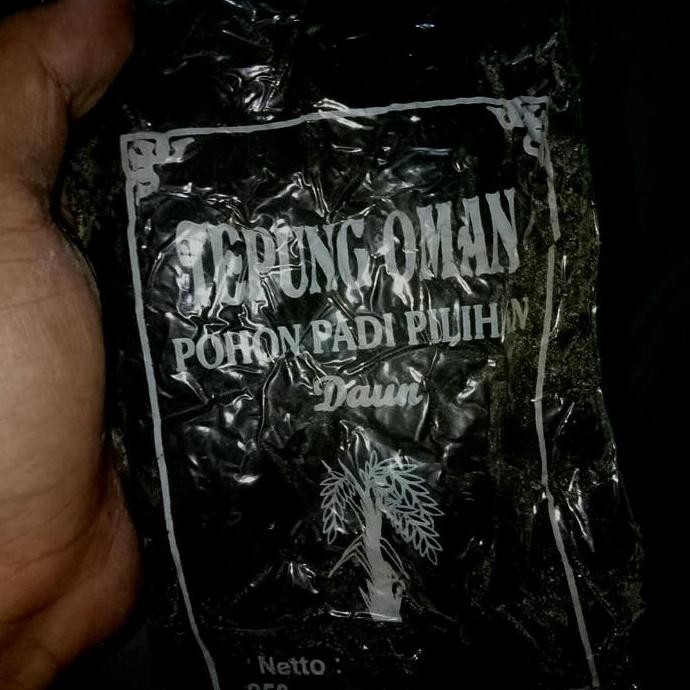 TEPUNG OMAN
POHON PADI PILIHAN
Daun
Netto :